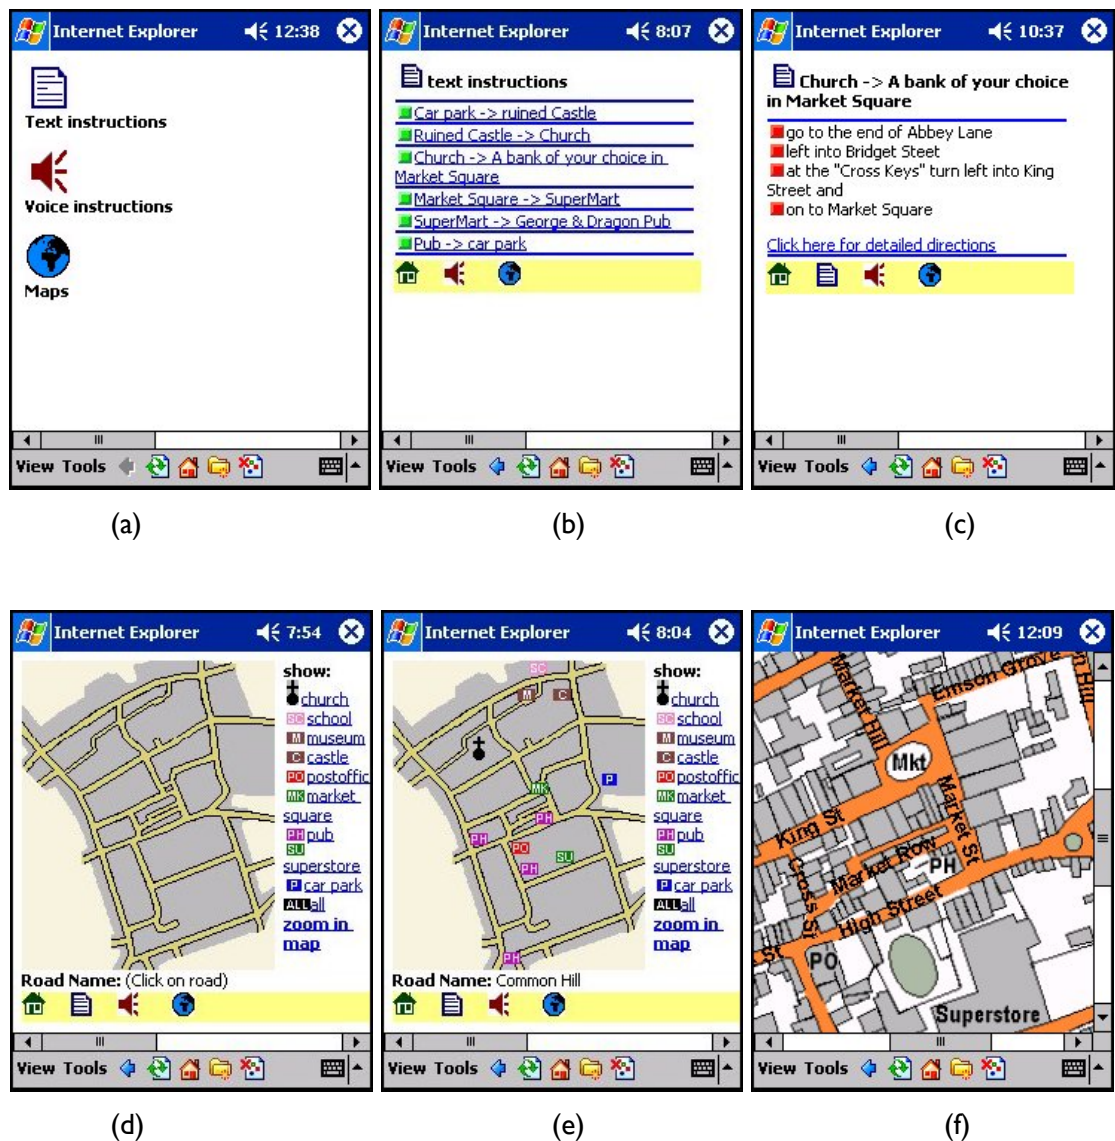 Internet Explorer 12:38
Text instructions
Voice instructions
Maps
View Tools
(a)
Internet Explorer 8:07
text instructions
Car park -> ruined Castle
Ruined Castle -> Church
Church -> A bank of your choice in
Market Square
Market Square -> SuperMart
SuperMart -> George & Dragon Pub
Pub -> car park
View Tools
(b)
Internet Explorer 10:37
Church -> A bank of your choice
in Market Square
go to the end of Abbey Lane
left into Bridget Steet
at the "Cross Keys" turn left into King
Street and
on to Market Square
Click here for detailed directions
View Tools
(c)
Internet Explorer 7:54
show:
church
SC school
M museum
C castle
PO postoffic
MK market
square
PH pub
SU
superstore
P car park
ALL all
zoom in
map
Road Name: (Click on road)
View Tools
(d)
Internet Explorer 8:04
SC
M C
P
MK
PH
PH
PO
SU
PH
PH
show:
church
SC school
M museum
C castle
PO postoffic
MK market
square
PH pub
SU
superstore
P car park
ALL all
zoom in
map
Road Name: Common Hill
View Tools
(e)
Internet Explorer 12:09
Market Hill
Emson Grove
n Hill
Mkt
King St
Market St
Market Row
PH
Cross St
High Street
St
PO
Superstore
View Tools
(f)